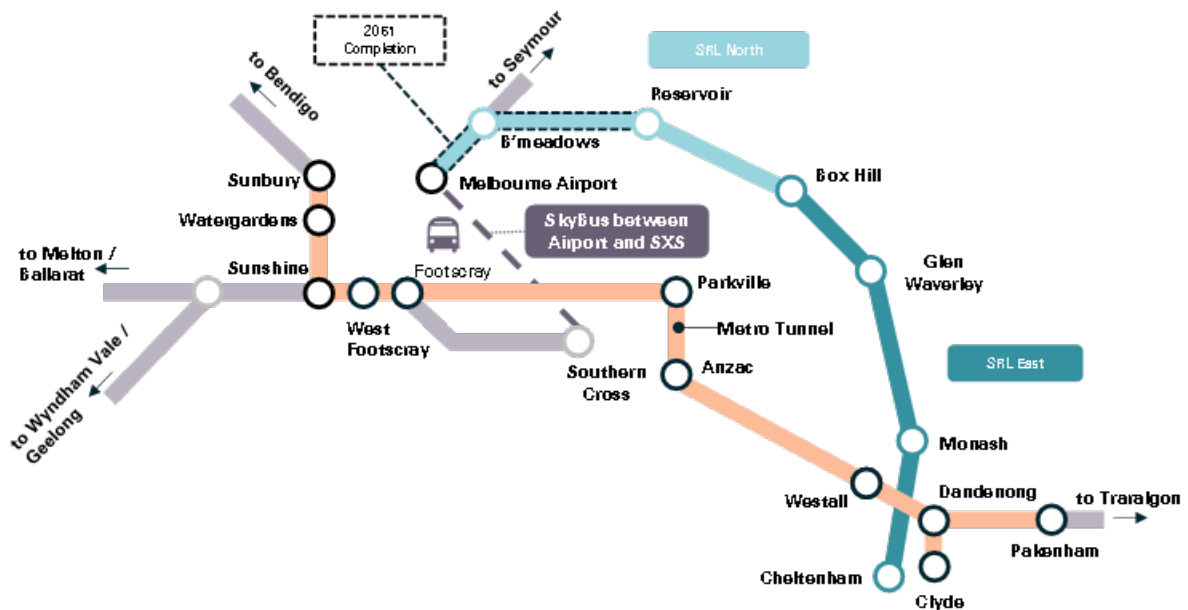 2061
Completion
SRL North
to Seymour
to Bendigo
Reservoir
B'meadows
Box Hill
Sunbury
Melbourne Airport
Watergardens
SkyBus between
Airport and SXS
to Melton /
Ballarat
Sunshine
Footscray
Parkville
Glen
Waverley
West
Footscray
Metro Tunnel
Southern
Cross
Anzac
SRL East
to Wyndham Vale /
Geelong
Monash
Westall
Dandenong
to Traralgon
Pakenham
Cheltenham
Clyde